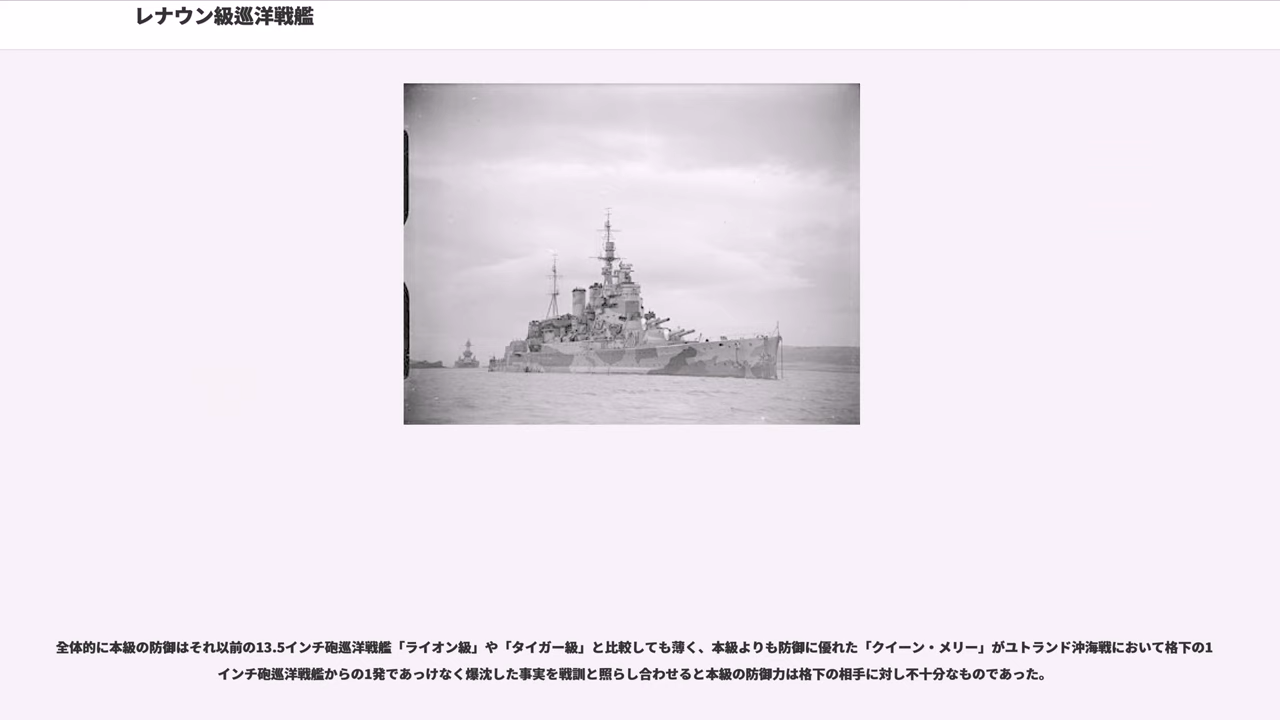 レナウン級巡洋戦艦
全体的に本級の防御はそれ以前の13.5インチ砲巡洋戦艦「ライオン級」や「タイガー級」と比較しても薄く、本級よりも防御に優れた「クイーン・メリー」がユトランド沖海戦において格下の1
インチ砲巡洋戦艦からの1発であっけなく爆沈した事実を戦訓と照らし合わせると本級の防御力は格下の相手に対し不十分なものであった。